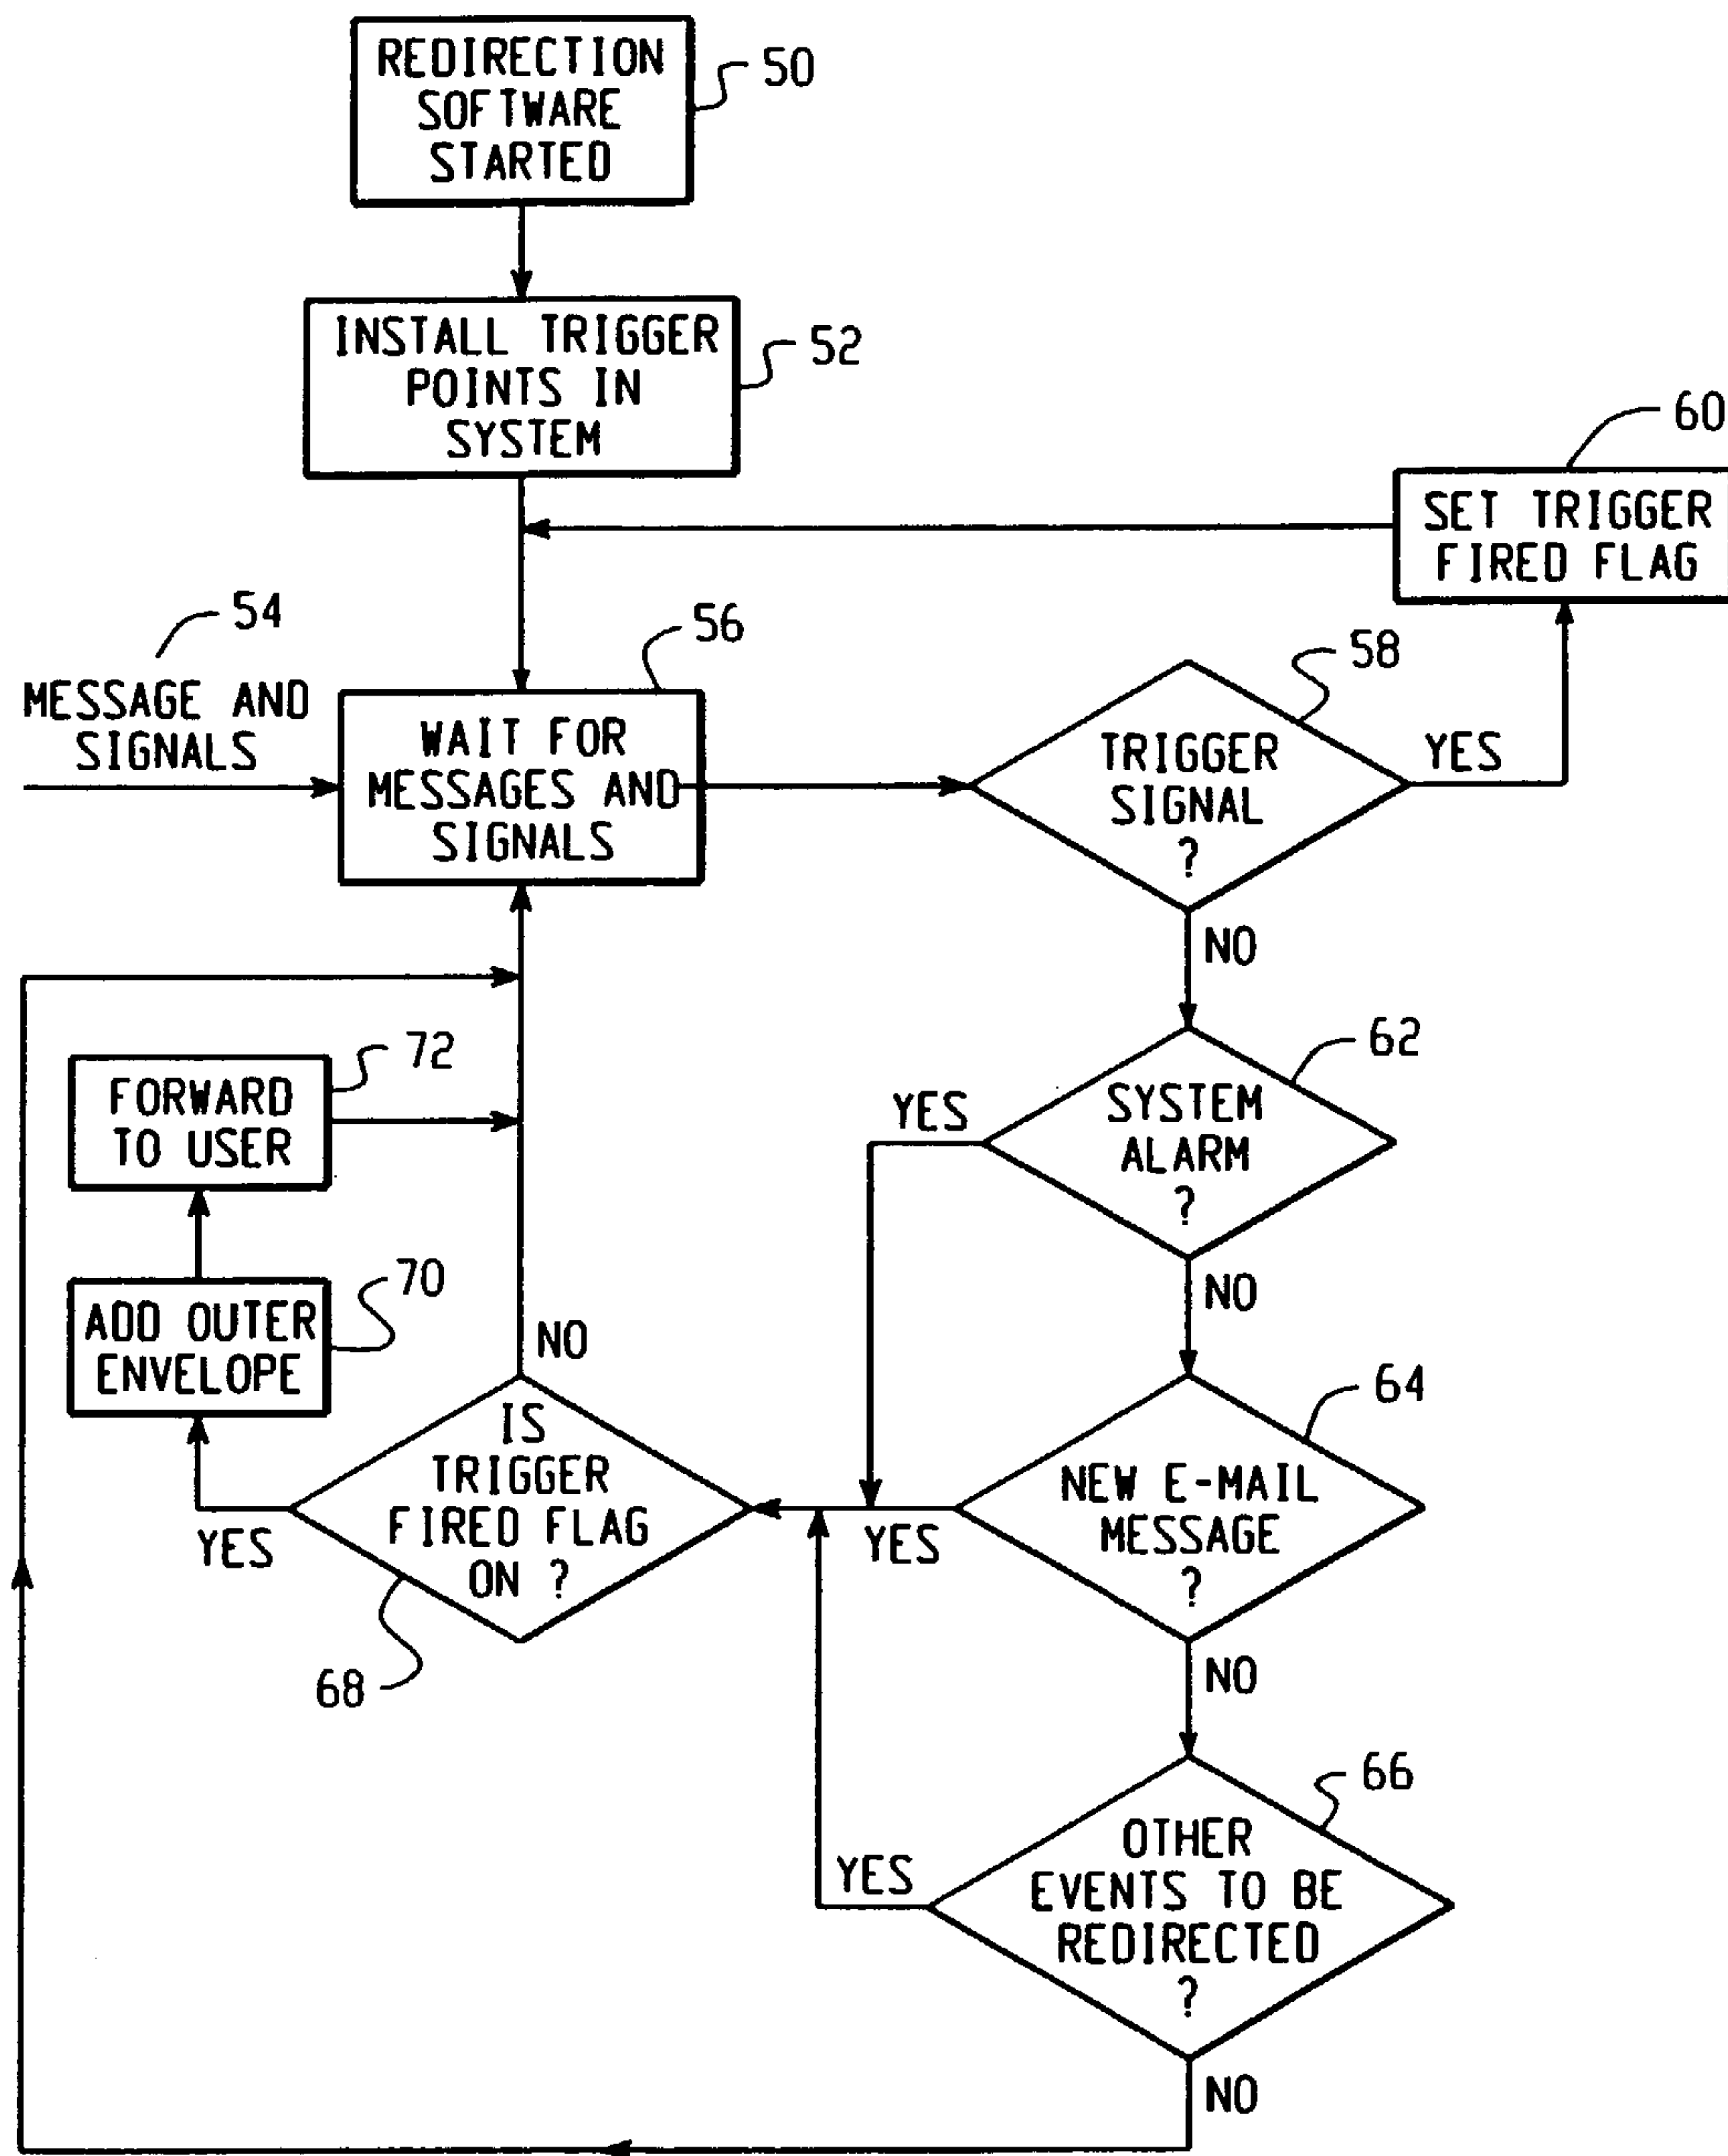 REDIRECTION
SOFTWARE
STARTED
50
INSTALL TRIGGER
POINTS IN
SYSTEM
52
60
SET TRIGGER
FIRED FLAG
54
MESSAGE AND
SIGNALS
56
WAIT FOR
MESSAGES AND
SIGNALS
58
TRIGGER
SIGNAL
?
YES
NO
62
SYSTEM
ALARM
?
YES
NO
72
FORWARD
TO USER
70
ADD OUTER
ENVELOPE
NO
IS
TRIGGER
FIRED FLAG
ON ?
YES
68
64
NEW E-MAIL
MESSAGE
?
YES
NO
66
OTHER
EVENTS TO BE
REDIRECTED
?
YES
NO